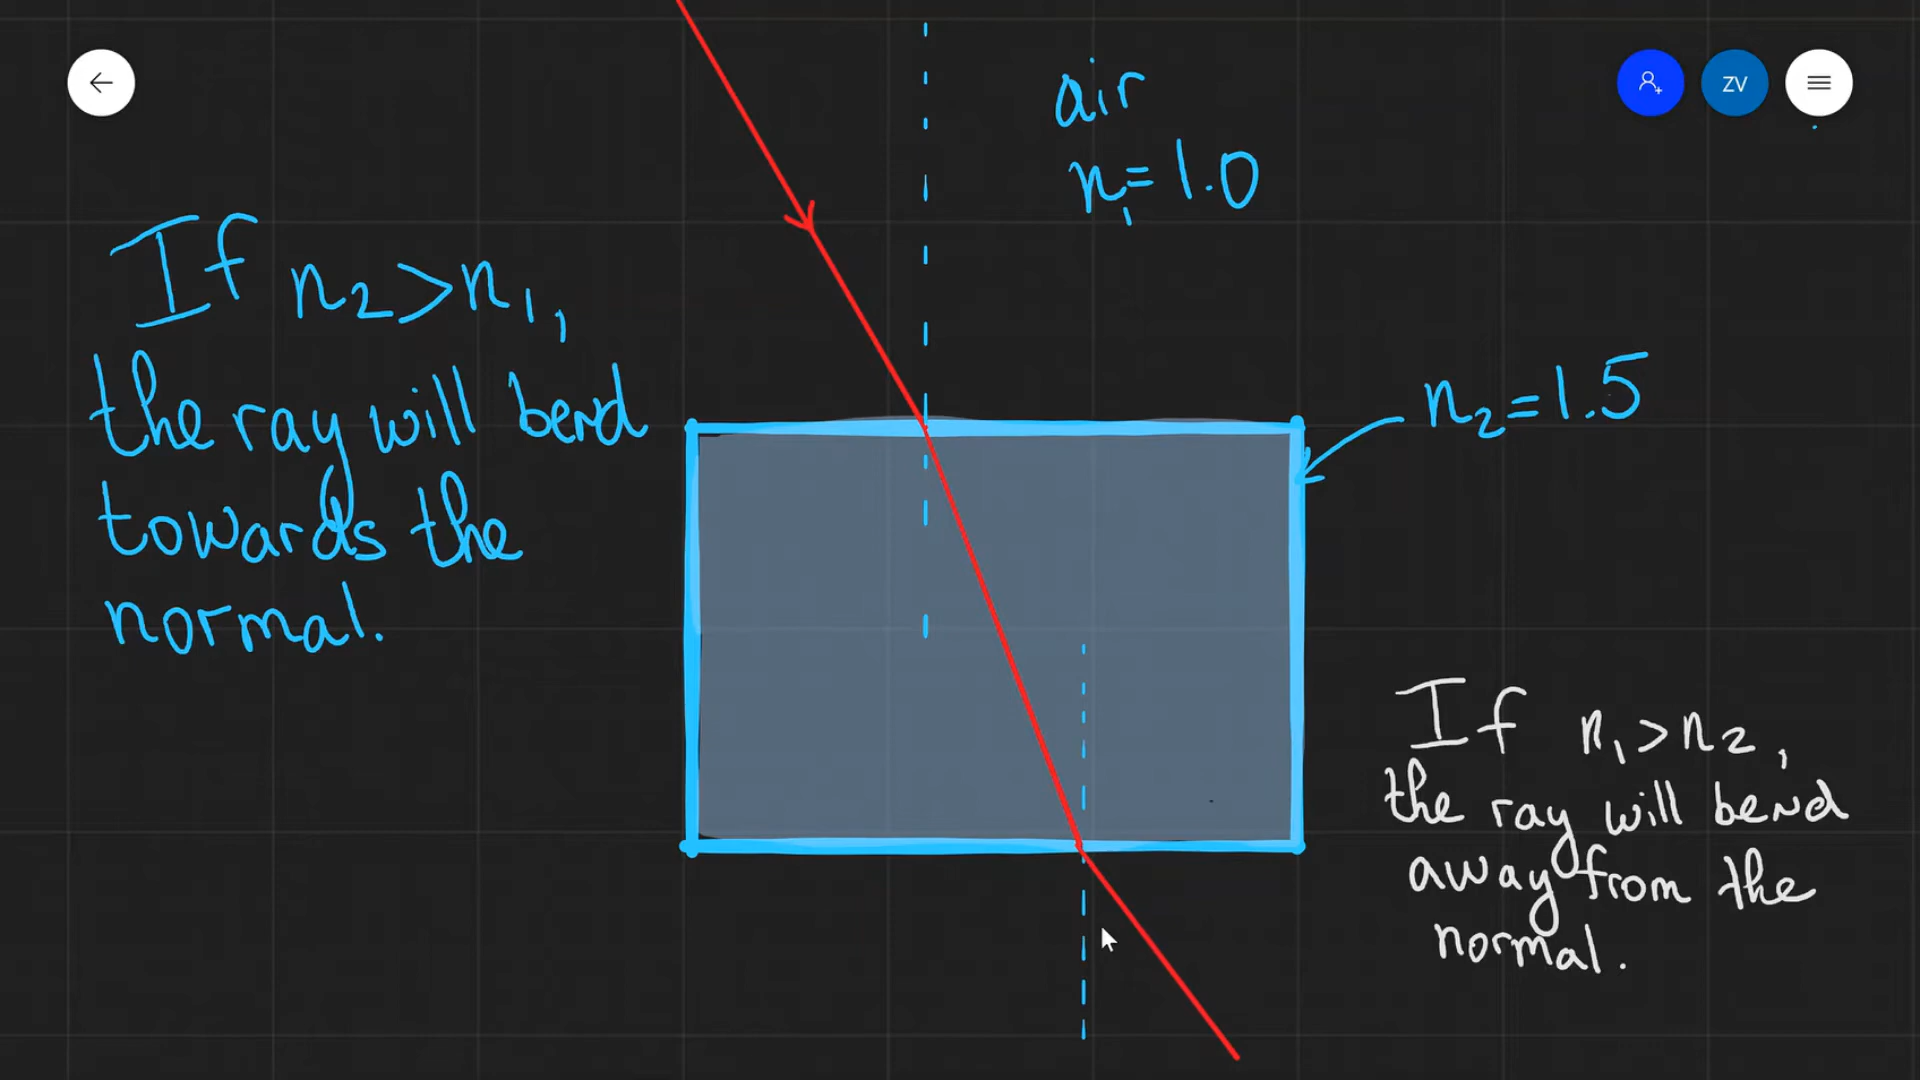 ZV
air
n₁=1.0
If n₂>n₁,
the ray will bend
towards the
normal.
n₂=1.5
If n₁>n₂,
the ray will bend
away from the
normal.